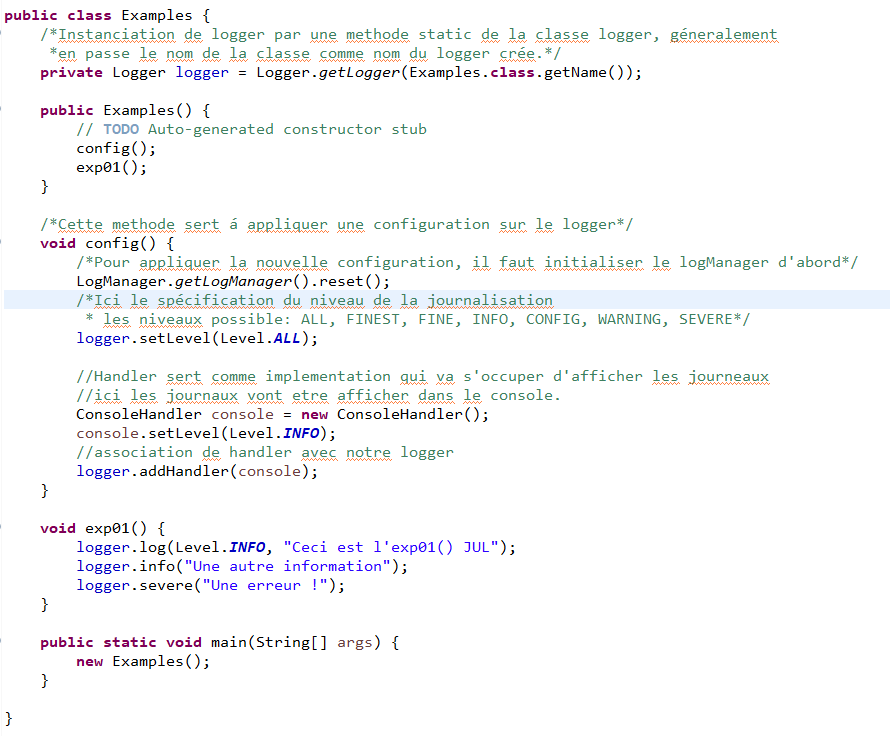 public class Examples {
/*Instanciation de logger par une methode static de la classe logger, géneralement
*en passe le nom de la classe comme nom du logger crée.*/
private Logger logger = Logger.getLogger(Examples.class.getName());
public Examples() {
// TODO Auto-generated constructor stub
config();
exp01();
}
/*Cette methode sert á appliquer une configuration sur le logger*/
void config() {
/*Pour appliquer la nouvelle configuration, il faut initialiser le logManager d'abord*/
LogManager.getLogManager().reset();
/*Ici le spécification du niveau de la journalisation
* les niveaux possible: ALL, FINEST, FINE, INFO, CONFIG, WARNING, SEVERE*/
logger.setLevel(Level.ALL);
//Handler sert comme implementation qui va s'occuper d'afficher les journeaux
//ici les journaux vont etre afficher dans le console.
ConsoleHandler console = new ConsoleHandler();
console.setLevel(Level.INFO);
//association de handler avec notre logger
logger.addHandler(console);
}
void exp01() {
logger.log(Level.INFO, "Ceci est l'exp01() JUL");
logger.info("Une autre information");
logger.severe("Une erreur !");
}
public static void main(String[] args) {
new Examples();
}
}